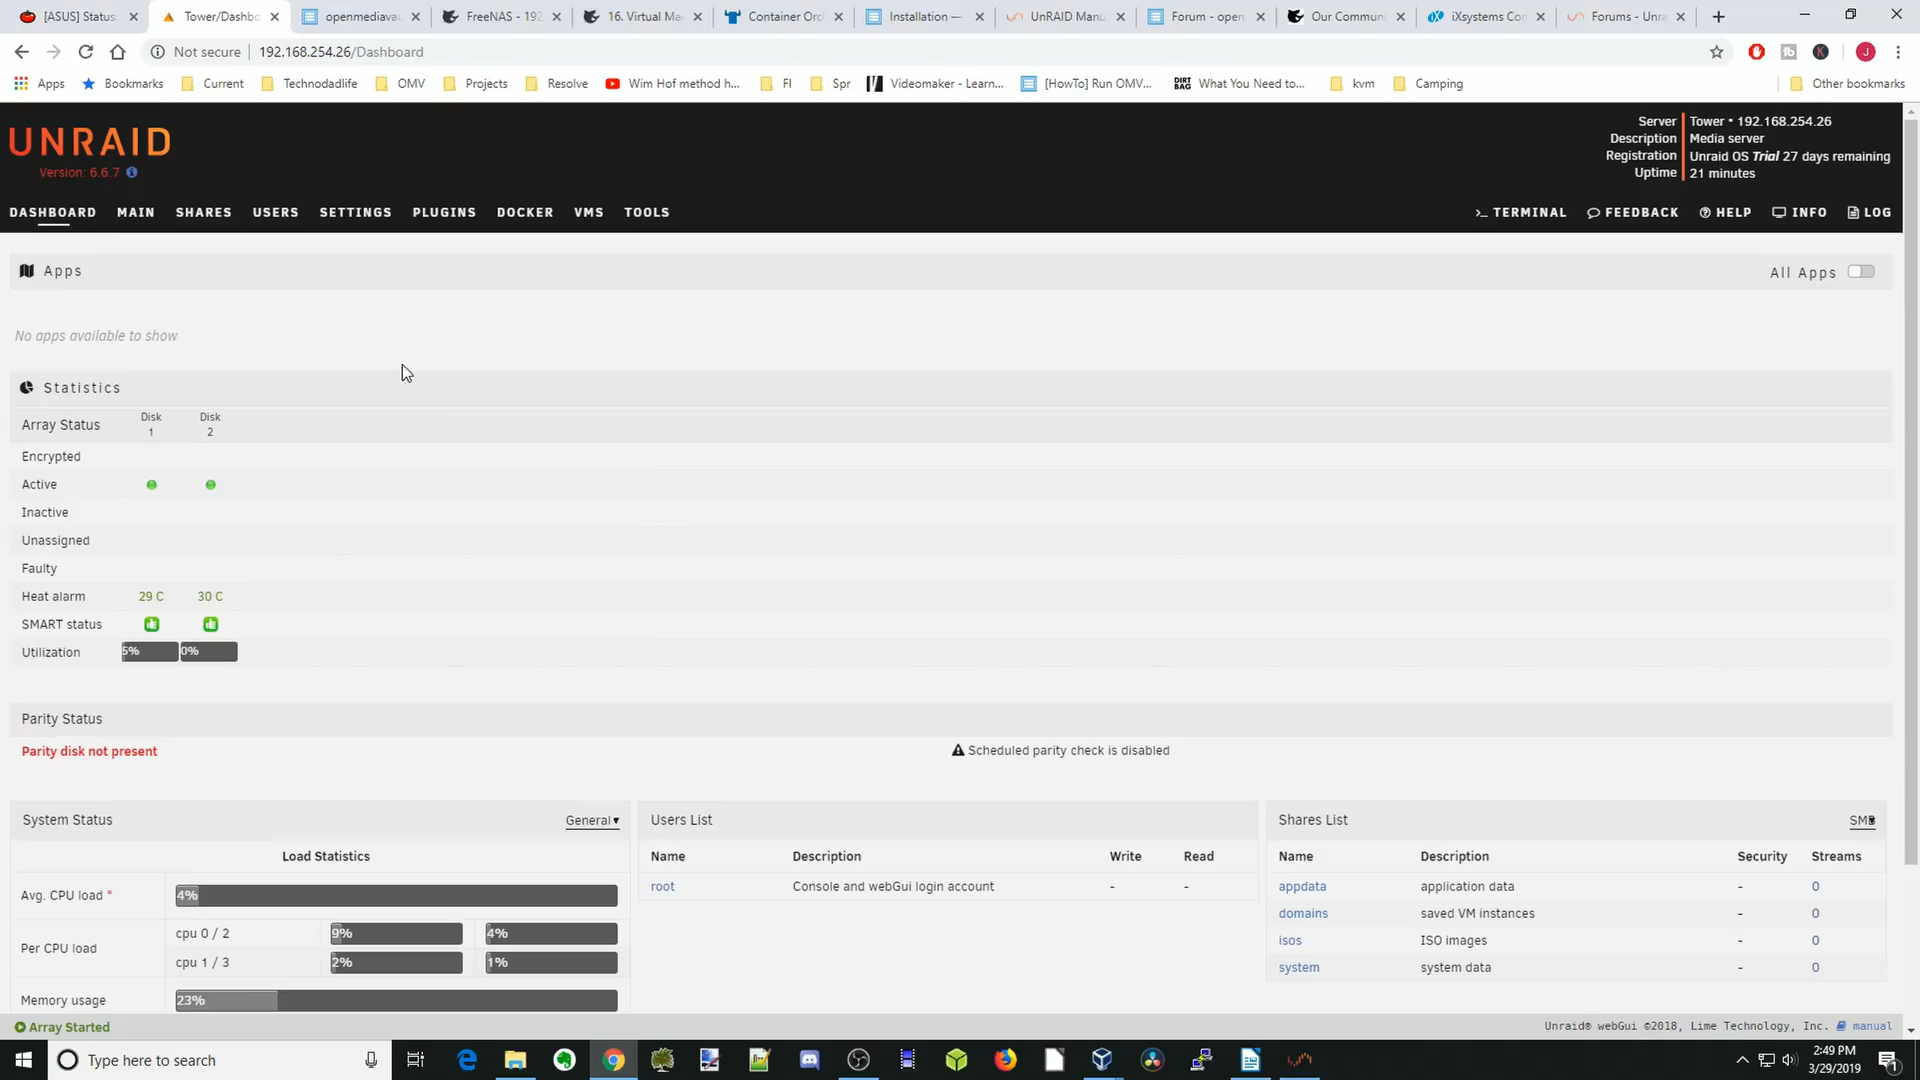 [ASUS] Status:
Tower/Dashbo
openmediavau
FreeNAS - 192
16. Virtual Ma
Container Orc
Installation —
UnRAID Manu
Forum - open
Our Commun
iXsystems Co
Forums - Unra
Not secure
192.168.254.26/Dashboard
Apps
Bookmarks
Current
Technodadlife
OMV
Projects
Resolve
Wim Hof method h...
FI
Spr
Videomaker - Learn...
[HowTo] Run OMV...
DIRT BAG
What You Need to...
kvm
Camping
Other bookmarks
UNRAID
Version: 6.6.7
Server Tower • 192.168.254.26
Description Media server
Registration Unraid OS Trial 27 days remaining
Uptime 21 minutes
DASHBOARD MAIN SHARES USERS SETTINGS PLUGINS DOCKER VMS TOOLS
TERMINAL FEEDBACK HELP INFO LOG
Apps
All Apps
No apps available to show
Statistics
Array Status Disk 1 Disk 2
Encrypted
Active
Inactive
Unassigned
Faulty
Heat alarm 29 C 30 C
SMART status
Utilization 5% 0%
Parity Status
Parity disk not present
Scheduled parity check is disabled
System Status General
Load Statistics
Avg. CPU load * 4%
Per CPU load
cpu 0 / 2 9% 4%
cpu 1 / 3 2% 1%
Memory usage 23%
Users List
Name Description Write Read
root Console and webGui login account - -
Shares List SMB
Name Description Security Streams
appdata application data - 0
domains saved VM instances - 0
isos ISO images - 0
system system data - 0
Array Started
Unraid® webGui ©2018, Lime Technology, Inc. manual
Type here to search
2:49 PM
3/29/2019
1